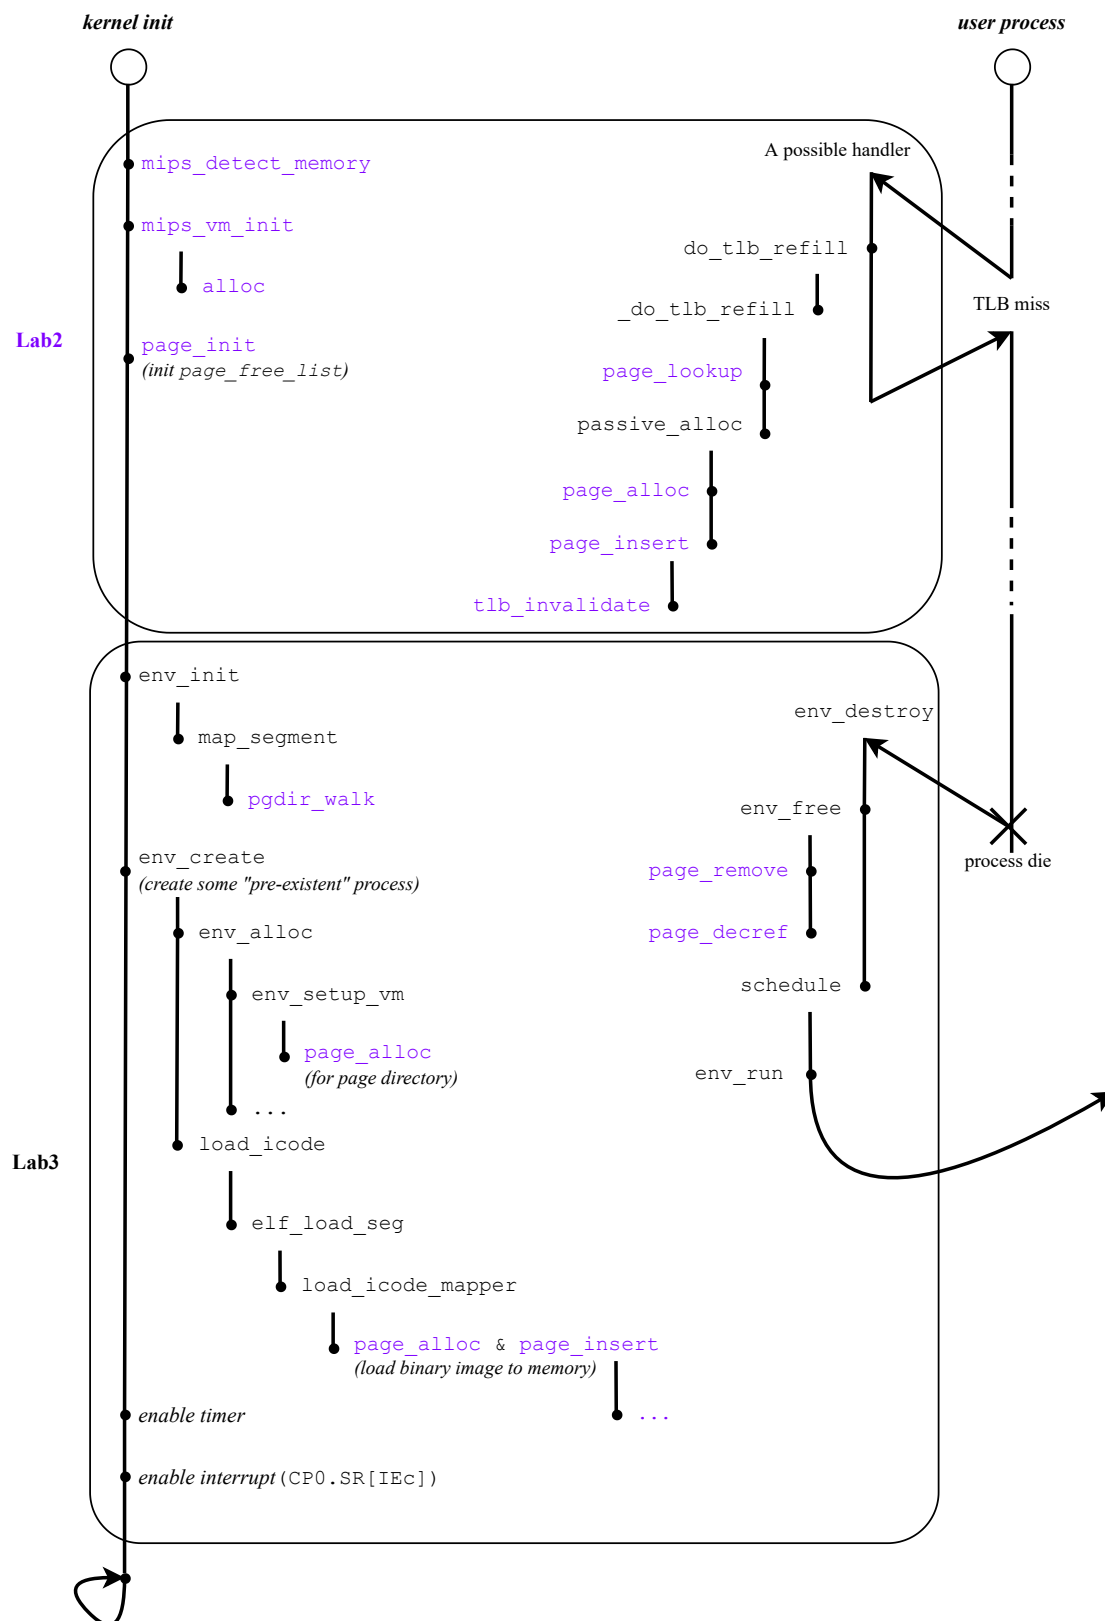 kernel init
user process
mips_detect_memory
A possible handler
mips_vm_init
do_tlb_refill
alloc
_do_tlb_refill
TLB miss
Lab2
page_init
(init page_free_list)
page_lookup
passive_alloc
page_alloc
page_insert
tlb_invalidate
env_init
env_destroy
map_segment
pgdir_walk
env_free
env_create
(create some "pre-existent" process)
process die
page_remove
env_alloc
page_decref
env_setup_vm
schedule
page_alloc
(for page directory)
env_run
...
load_icode
Lab3
elf_load_seg
load_icode_mapper
page_alloc & page_insert
(load binary image to memory)
enable timer
...
enable interrupt(CP0.SR[IEc])